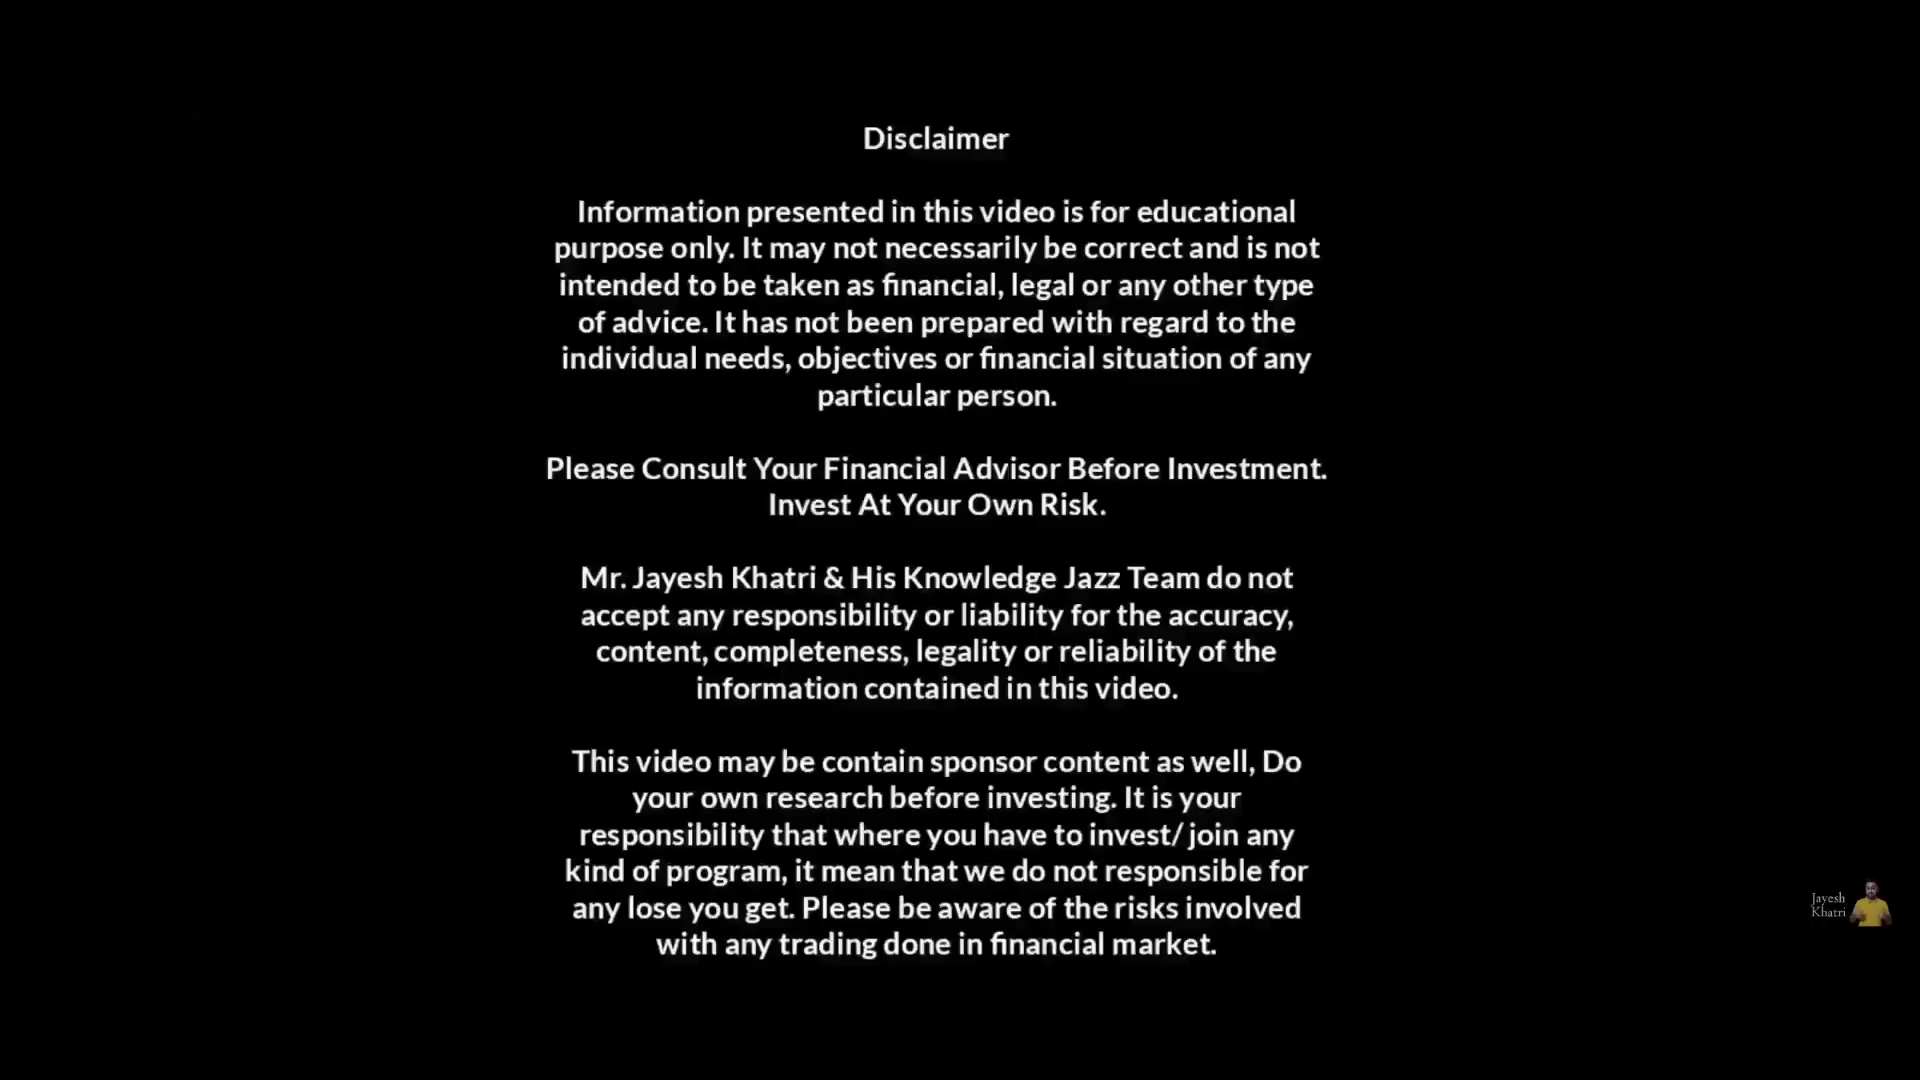 Disclaimer
Information presented in this video is for educational
purpose only. It may not necessarily be correct and is not
intended to be taken as financial, legal or any other type
of advice. It has not been prepared with regard to the
individual needs, objectives or financial situation of any
particular person.
Please Consult Your Financial Advisor Before Investment.
Invest At Your Own Risk.
Mr. Jayesh Khatri & His Knowledge Jazz Team do not
accept any responsibility or liability for the accuracy,
content, completeness, legality or reliability of the
information contained in this video.
This video may be contain sponsor content as well, Do
your own research before investing. It is your
responsibility that where you have to invest/ join any
kind of program, it mean that we do not responsible for
any lose you get. Please be aware of the risks involved
with any trading done in financial market.
Jayesh
Khatri